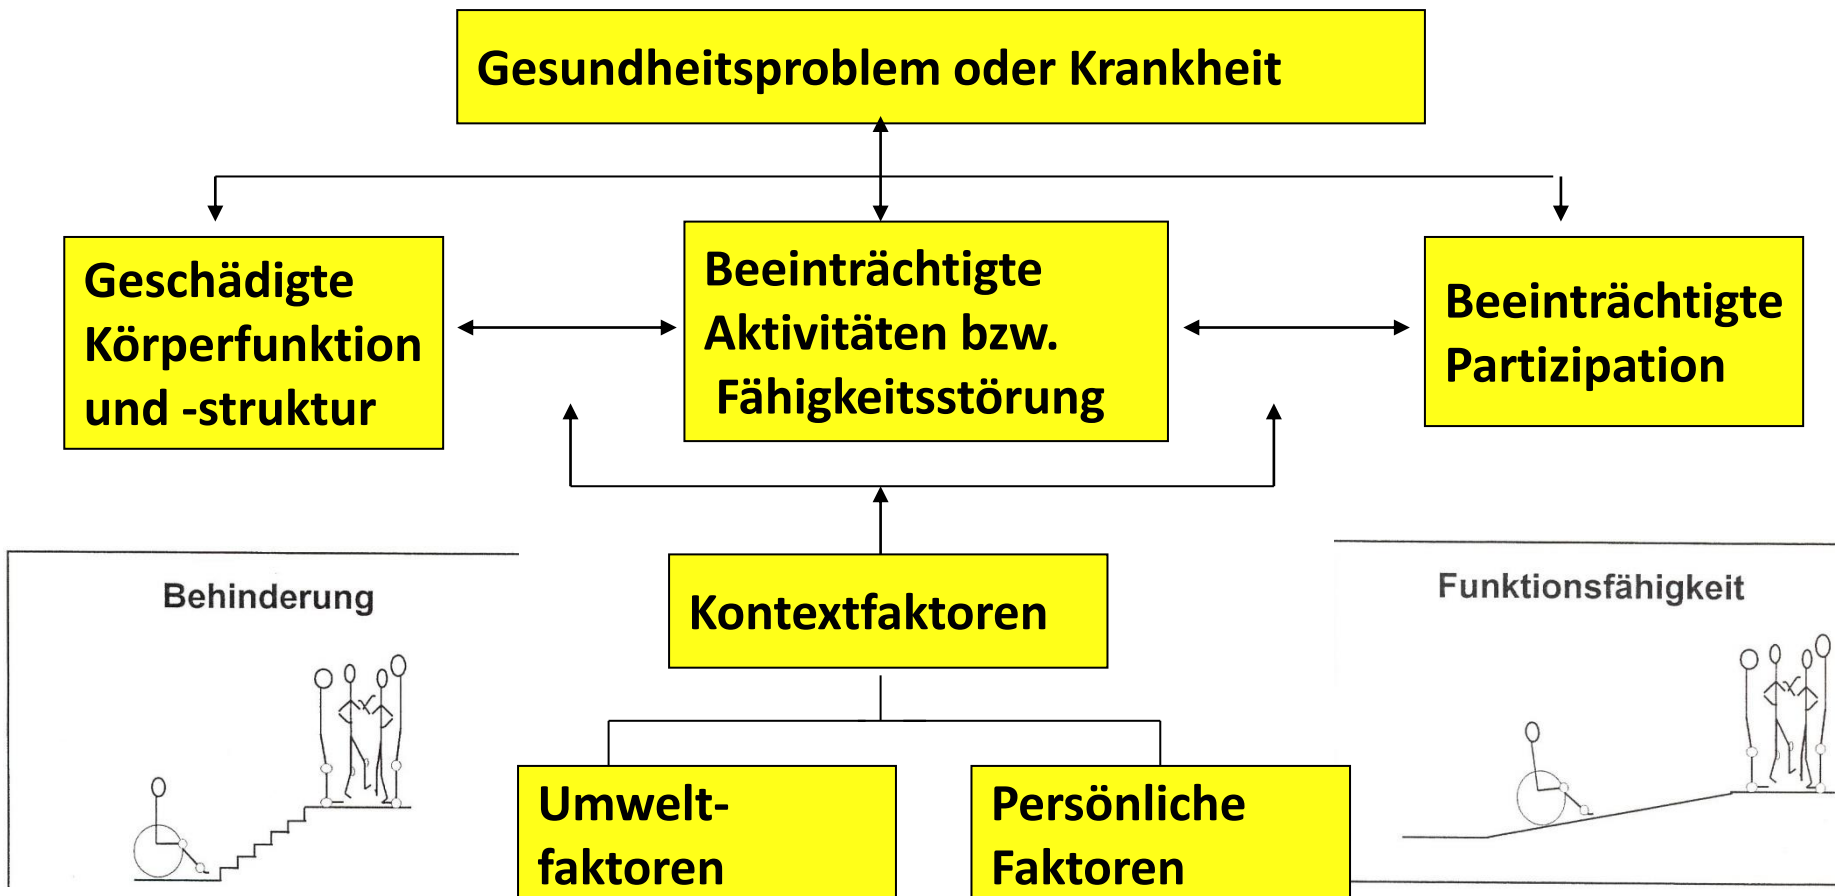 Gesundheitsproblem oder Krankheit
Geschädigte
Körperfunktion
und -struktur
Beeinträchtigte
Aktivitäten bzw.
Fähigkeitsstörung
Beeinträchtigte
Partizipation
Behinderung
Kontextfaktoren
Funktionsfähigkeit
Umwelt-
faktoren
Persönliche
Faktoren